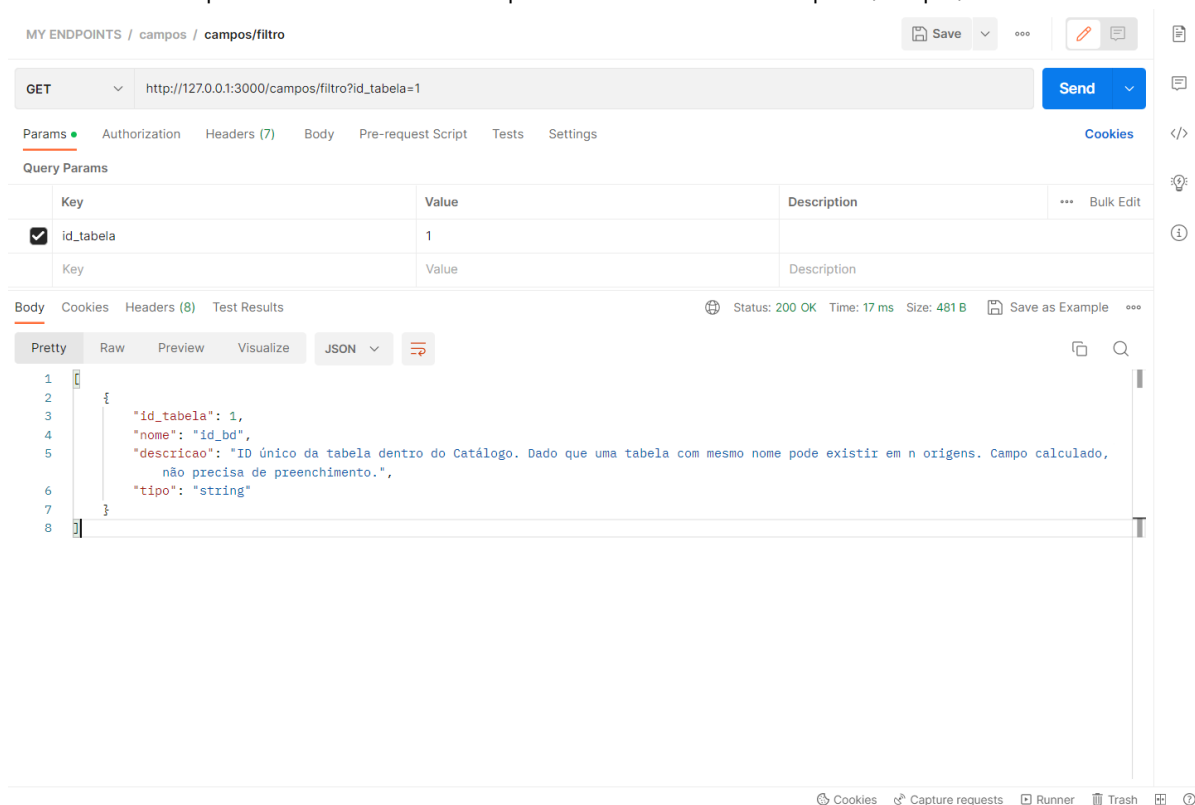 MY ENDPOINTS / campos / campos/filtro
Save
GET http://127.0.0.1:3000/campos/filtro?id_tabela=1 Send
Params Authorization Headers (7) Body Pre-request Script Tests Settings Cookies
Query Params
Key Value Description Bulk Edit
id_tabela 1
Key Value Description
Body Cookies Headers (8) Test Results Status: 200 OK Time: 17 ms Size: 481 B Save as Example
Pretty Raw Preview Visualize JSON
1 [
2 {
3 "id_tabela": 1,
4 "nome": "id_bd",
5 "descricao": "ID único da tabela dentro do Catálogo. Dado que uma tabela com mesmo nome pode existir em n origens. Campo calculado,
não precisa de preenchimento.",
6 "tipo": "string"
7 }
8 ]
Cookies Capture requests Runner Trash